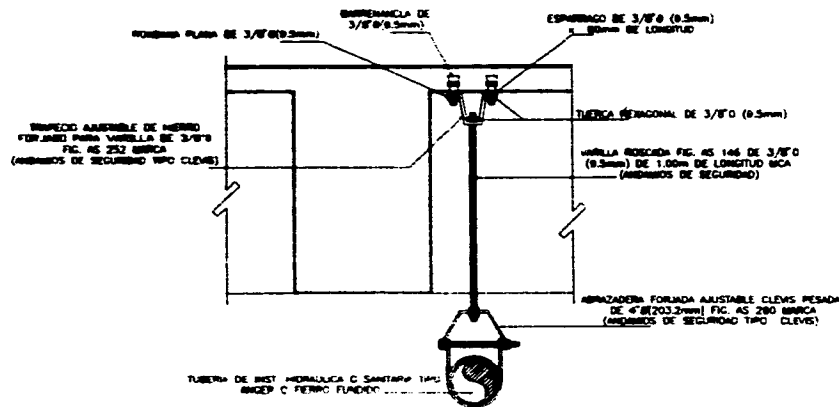 BARRENANCLA DE
3/8"Ø(9.5mm)
ESPARRAGO DE 3/8"Ø (9.5mm)
x 80mm DE LONGITUD
RONDANA PLANA DE 3/8"Ø(9.5mm)
TUERCA HEXAGONAL DE 3/8"Ø (9.5mm)
TRAPECIO AJUSTABLE DE HIERRO
FORJADO PARA VARILLA DE 3/8"Ø
FIG. AS 252 MARCA
(ANDAMIOS DE SEGURIDAD TIPO CLEVIS)
VARILLA ROSCADA FIG. AS 146 DE 3/8"Ø
(9.5mm) DE 1.00m DE LONGITUD MCA
(ANDAMIOS DE SEGURIDAD)
ABRAZADERA FORJADA AJUSTABLE CLEVIS PESADA
DE 4"Ø[203.2mm] FIG. AS 280 MARCA
(ANDAMIOS DE SEGURIDAD TIPO CLEVIS)
TUBERIA DE INST. HIDRAULICA O SANITARIA TIPO
O FIERRO FUNDIDO